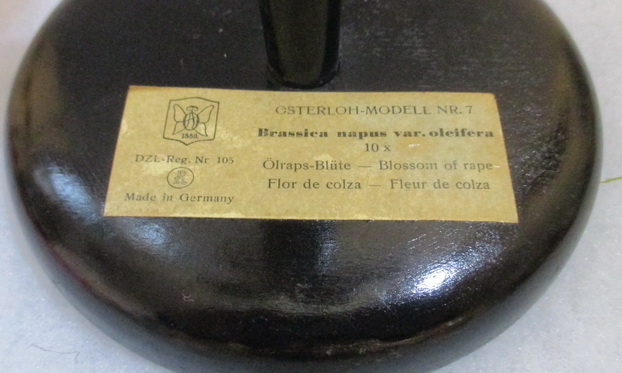 1862
DZL-Reg. Nr 105
Made in Germany
OSTERLOH-MODELL NR. 7
Brassica napus var. oleifera
10 x
Ölraps-Blüte — Blossom of rape
Flor de colza — Fleur de colza